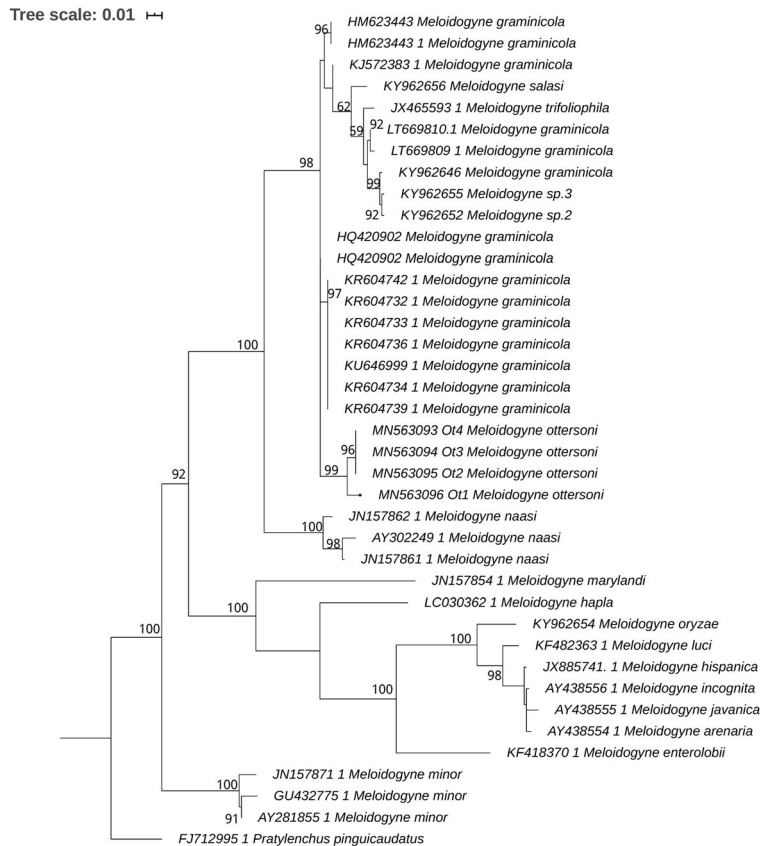 Tree scale: 0.01
HM623443 Meloidogyne graminicola
96
HM623443 1 Meloidogyne graminicola
KJ572383 1 Meloidogyne graminicola
KY962656 Meloidogyne salasi
62
JX465593 1 Meloidogyne trifoliophila
92
59
LT669810.1 Meloidogyne graminicola
LT669809 1 Meloidogyne graminicola
98
KY962646 Meloidogyne graminicola
99
KY962655 Meloidogyne sp.3
92
KY962652 Meloidogyne sp.2
HQ420902 Meloidogyne graminicola
HQ420902 Meloidogyne graminicola
KR604742 1 Meloidogyne graminicola
97
KR604732 1 Meloidogyne graminicola
KR604733 1 Meloidogyne graminicola
100
KR604736 1 Meloidogyne graminicola
KU646999 1 Meloidogyne graminicola
KR604734 1 Meloidogyne graminicola
KR604739 1 Meloidogyne graminicola
MN563093 Ot4 Meloidogyne ottersoni
96
MN563094 Ot3 Meloidogyne ottersoni
99
92
MN563095 Ot2 Meloidogyne ottersoni
MN563096 Ot1 Meloidogyne ottersoni
JN157862 1 Meloidogyne naasi
100
AY302249 1 Meloidogyne naasi
98
JN157861 1 Meloidogyne naasi
JN157854 1 Meloidogyne marylandi
100
LC030362 1 Meloidogyne hapla
KY962654 Meloidogyne oryzae
100
100
KF482363 1 Meloidogyne luci
98
JX885741. 1 Meloidogyne hispanica
100
AY438556 1 Meloidogyne incognita
AY438555 1 Meloidogyne javanica
AY438554 1 Meloidogyne arenaria
KF418370 1 Meloidogyne enterolobii
JN157871 1 Meloidogyne minor
100
GU432775 1 Meloidogyne minor
91
AY281855 1 Meloidogyne minor
FJ712995 1 Pratylenchus pinguicaudatus